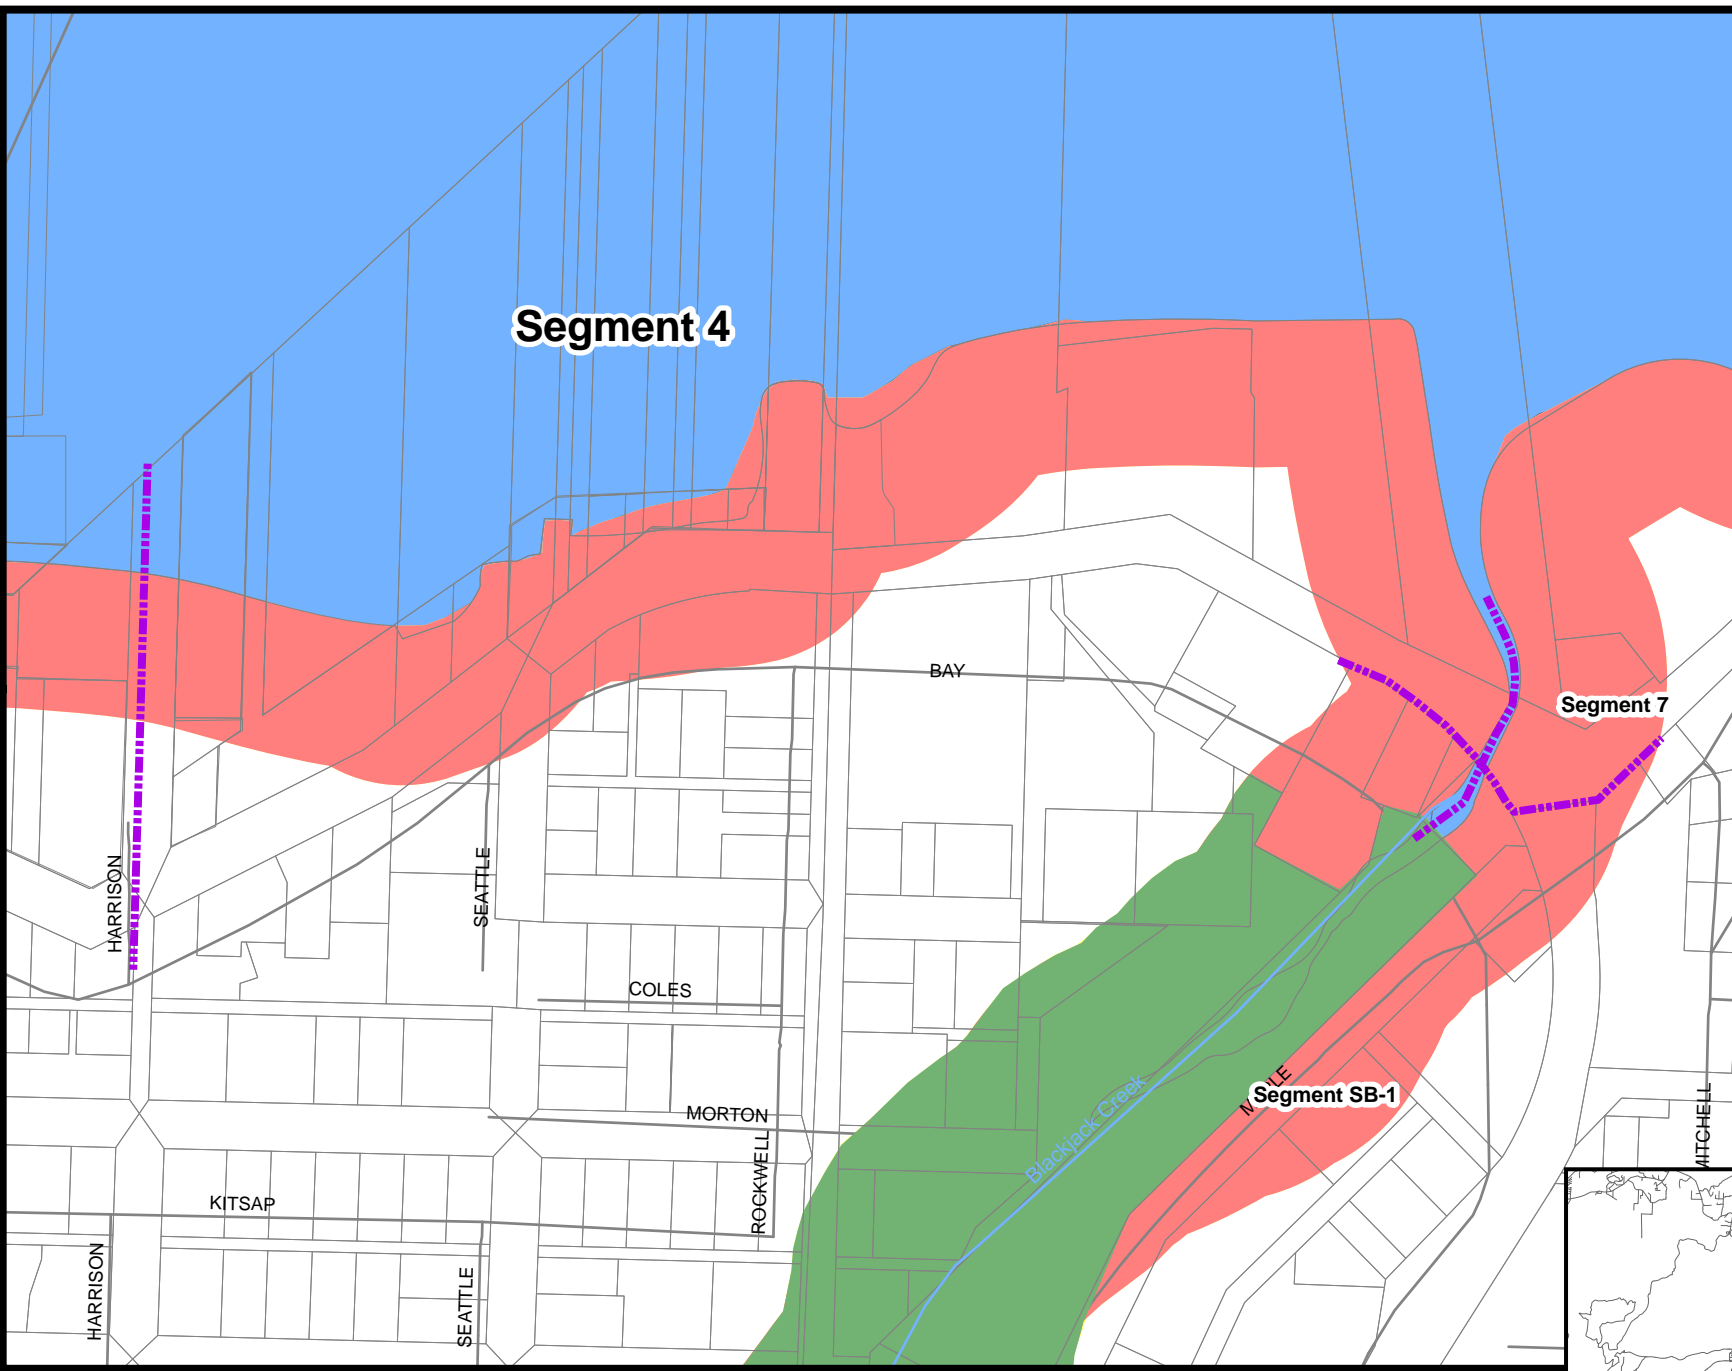 Segment 4
BAY
Segment 7
HARRISON
SEATTLE
COLES
Segment SB-1
Blackjack Creek
MORTON
ROCKWELL
MITCHELL
KITSAP
HARRISON
SEATTLE